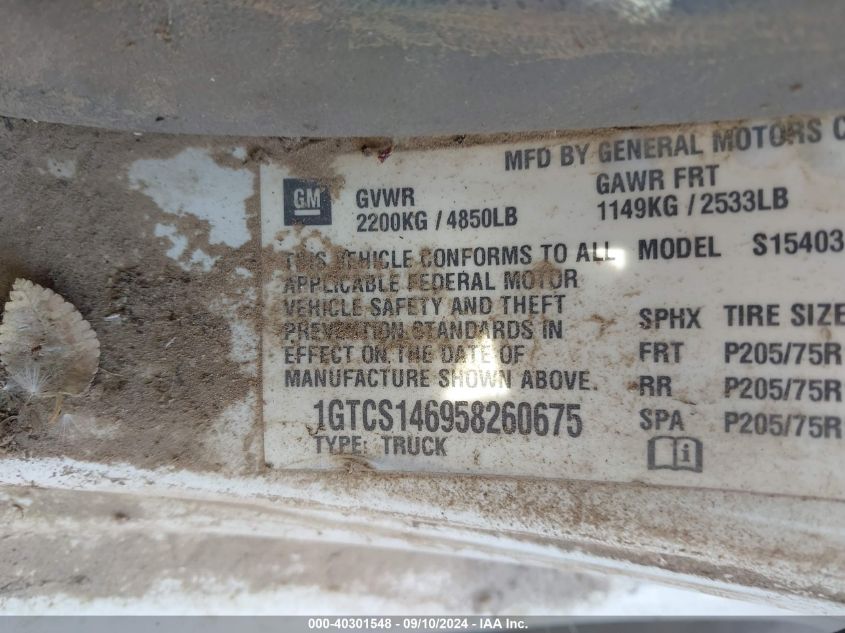 MFD BY GENERAL MOTORS C
GM
GVWR
2200KG / 4850LB
GAWR FRT
1149KG / 2533LB
THIS VEHICLE CONFORMS TO ALL
APPLICABLE FEDERAL MOTOR
VEHICLE SAFETY AND THEFT
PREVENTION STANDARDS IN
EFFECT ON THE DATE OF
MANUFACTURE SHOWN ABOVE.
1GTCS146958260675
TYPE: TRUCK
MODEL S15403
SPHX TIRE SIZE
FRT P205/75R
RR P205/75R
SPA P205/75R
i
000-40301548 - 09/10/2024 - IAA Inc.